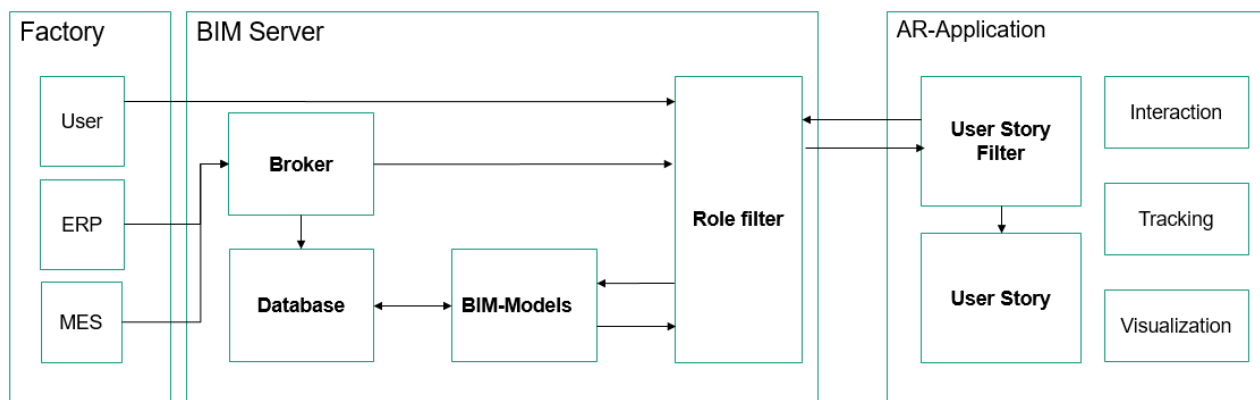 Factory
User
ERP
MES
BIM Server
Broker
Database
BIM-Models
Role filter
AR-Application
User Story
Filter
User Story
Interaction
Tracking
Visualization